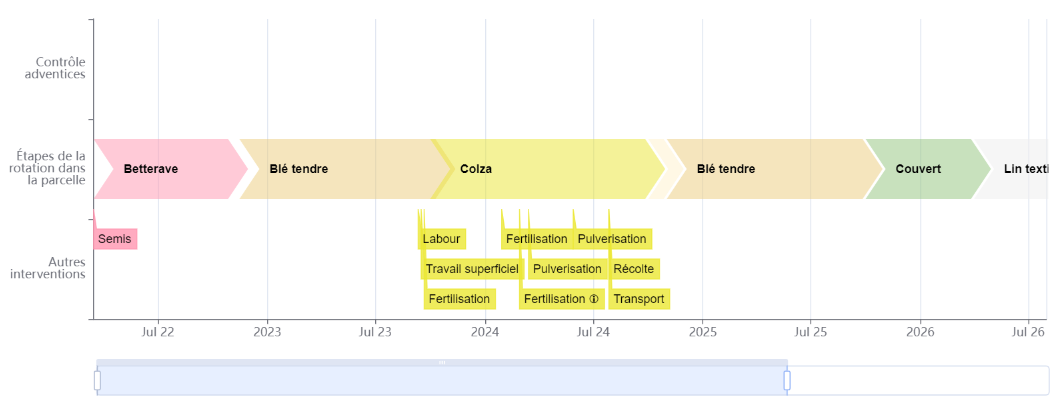 Contrôle
adventices
Étapes de la
rotation dans
la parcelle
Betterave
Blé tendre
Colza
Blé tendre
Couvert
Lin texti
Autres
interventions
Semis
Labour
Fertilisation
Pulverisation
Travail superficiel
Pulverisation
Récolte
Fertilisation
Fertilisation ⓘ
Transport
Jul 22
2023
Jul 23
2024
Jul 24
2025
Jul 25
2026
Jul 26